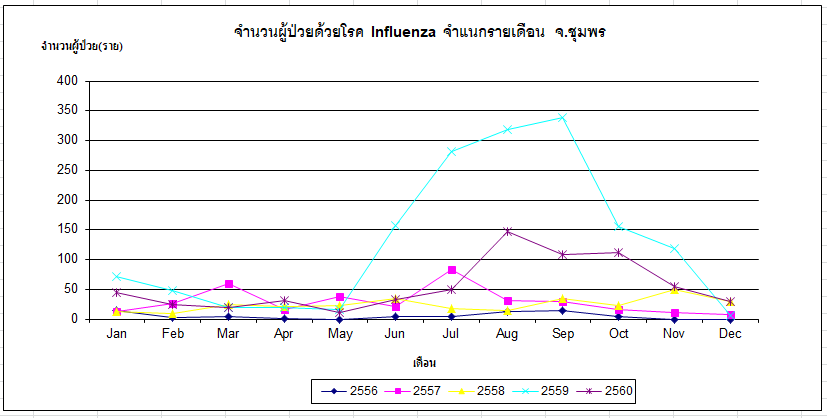 จำนวนผู้ป่วยด้วยโรค Influenza จำแนกรายเดือน จ.ชุมพร
จำนวนผู้ป่วย(ราย)
400
350
300
250
200
150
100
50
0
Jan Feb Mar Apr May Jun Jul Aug Sep Oct Nov Dec
เดือน
2556 2557 2558 2559 2560